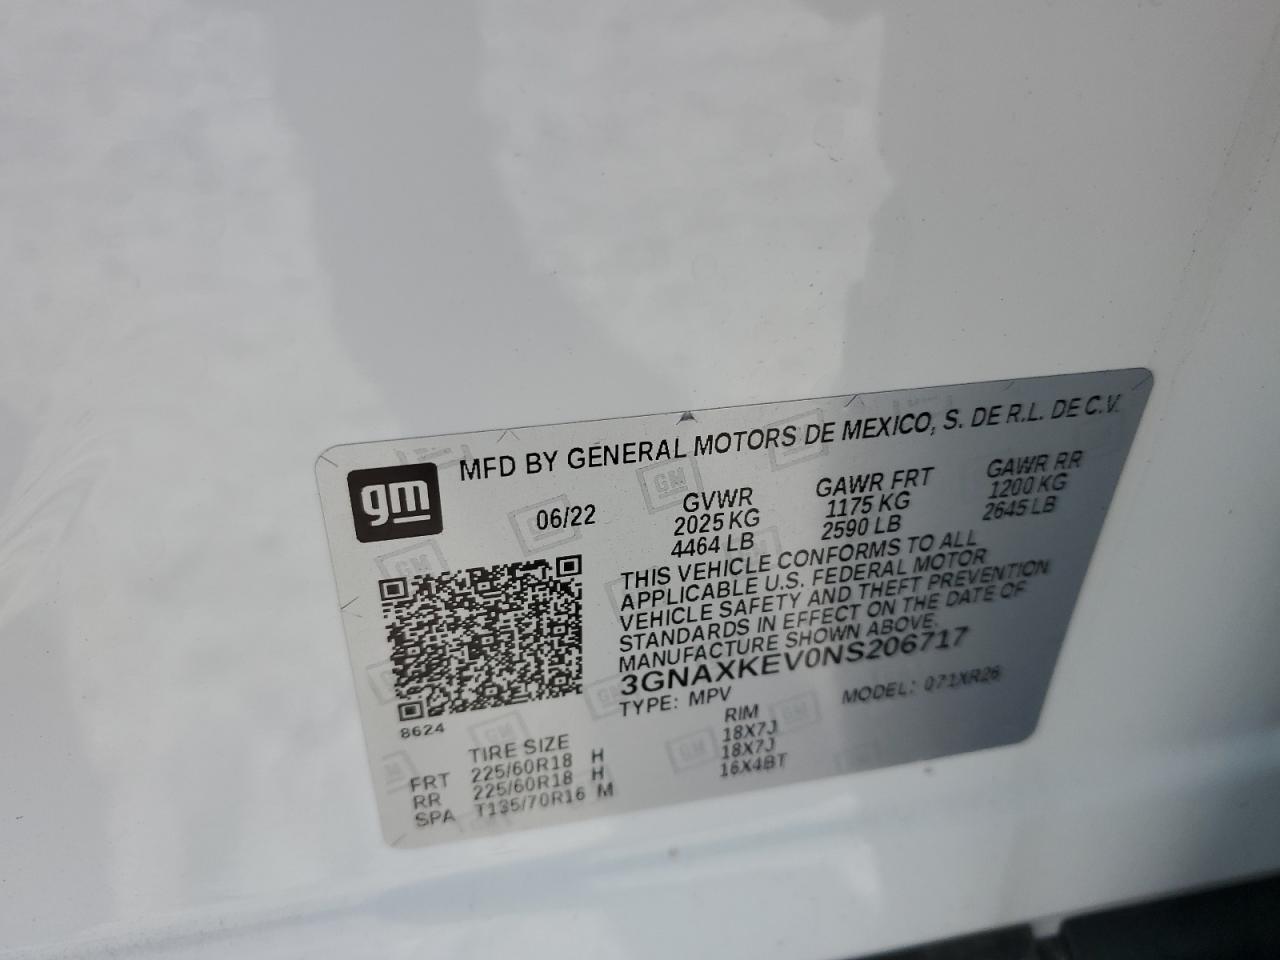 gm
MFD BY GENERAL MOTORS DE MEXICO, S. DE R.L. DE C.V.
06/22
GVWR GAWR FRT GAWR RR
2025 KG 1175 KG 1200 KG
4464 LB 2590 LB 2645 LB
THIS VEHICLE CONFORMS TO ALL
APPLICABLE U.S. FEDERAL MOTOR
VEHICLE SAFETY AND THEFT PREVENTION
STANDARDS IN EFFECT ON THE DATE OF
MANUFACTURE SHOWN ABOVE.
3GNAXKEV0NS206717
TYPE: MPV MODEL: Q71XR26
8624
TIRE SIZE RIM
FRT 225/60R18 H 18X7J
RR 225/60R18 H 18X7J
SPA T135/70R16 M 16X4BT